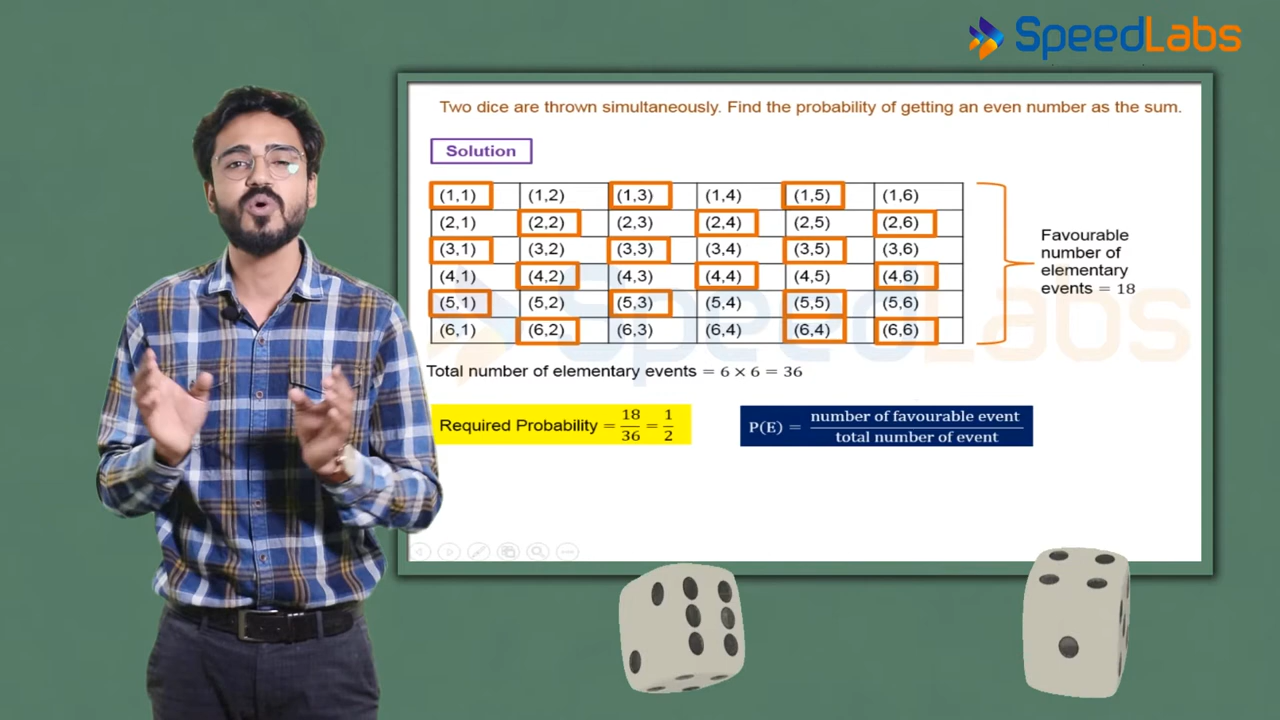 SpeedLabs
Two dice are thrown simultaneously. Find the probability of getting an even number as the sum.
Solution
(1,1) (1,2) (1,3) (1,4) (1,5) (1,6)
(2,1) (2,2) (2,3) (2,4) (2,5) (2,6)
(3,1) (3,2) (3,3) (3,4) (3,5) (3,6)
(4,1) (4,2) (4,3) (4,4) (4,5) (4,6)
(5,1) (5,2) (5,3) (5,4) (5,5) (5,6)
(6,1) (6,2) (6,3) (6,4) (6,4) (6,6)
Favourable
number of
elementary
events = 18
Total number of elementary events = 6 × 6 = 36
Required Probability = 18/36 = 1/2
P(E) = number of favourable event / total number of event
SpeedLabs